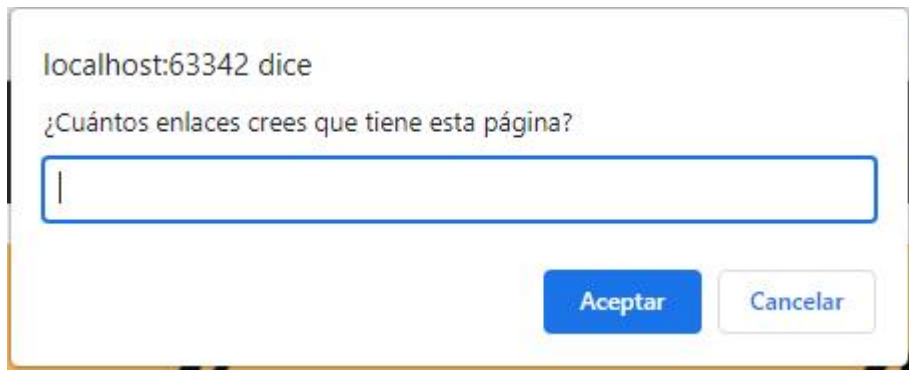 localhost:63342 dice
¿Cuántos enlaces crees que tiene esta página?
Aceptar Cancelar